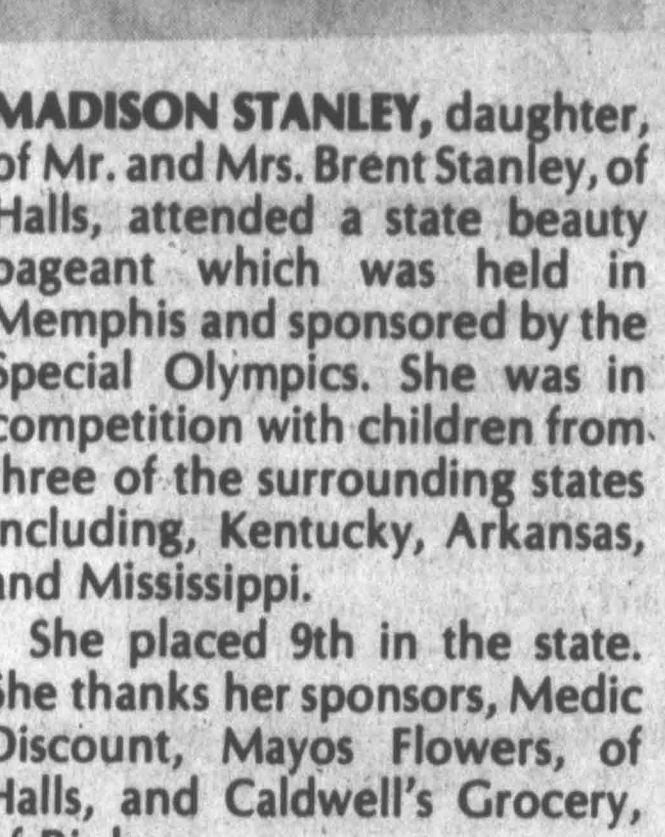 MADISON STANLEY, daughter,
of Mr. and Mrs. Brent Stanley, of
Halls, attended a state beauty
pageant which was held in
Memphis and sponsored by the
Special Olympics. She was in
competition with children from
three of the surrounding states
including, Kentucky, Arkansas,
and Mississippi.
She placed 9th in the state.
She thanks her sponsors, Medic
Discount, Mayos Flowers, of
Halls, and Caldwell's Grocery,